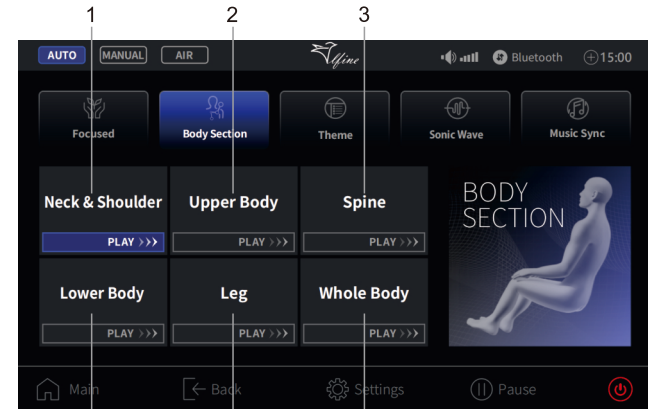 1 2 3
AUTO MANUAL AIR Elfine Bluetooth 15:00
Focused Body Section Theme Sonic Wave Music Sync
Neck & Shoulder Upper Body Spine
PLAY >>> PLAY >>> PLAY >>>
BODY
SECTION
Lower Body Leg Whole Body
PLAY >>> PLAY >>> PLAY >>>
Main Back Settings Pause